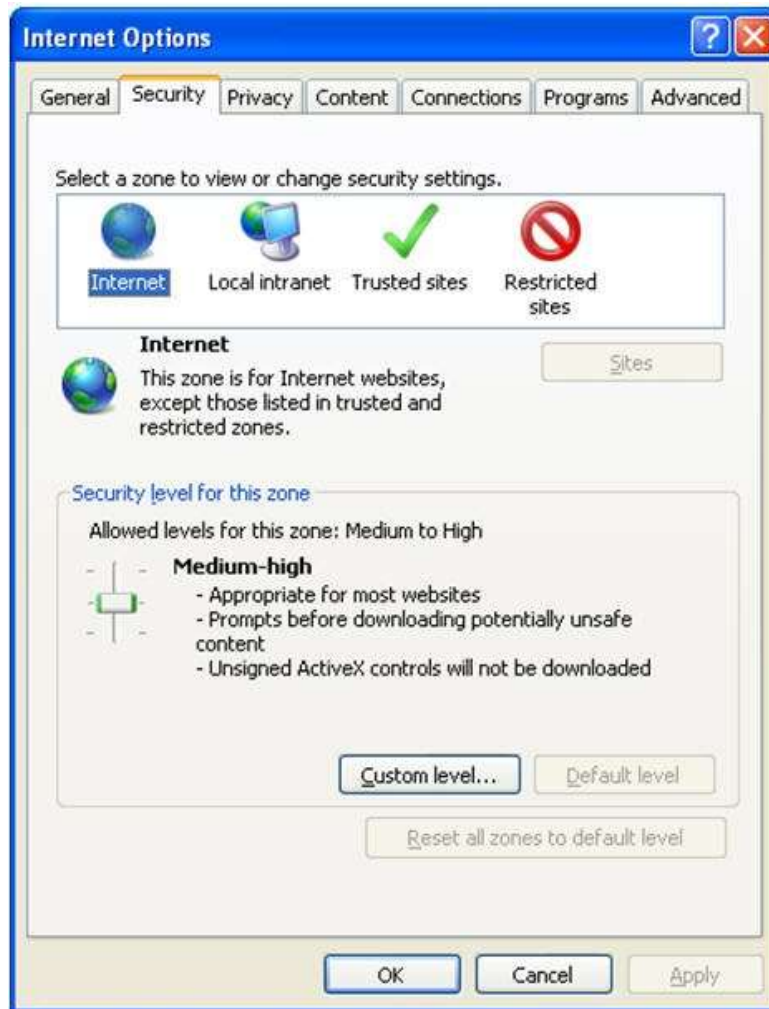 Internet Options
General Security Privacy Content Connections Programs Advanced
Select a zone to view or change security settings.
Internet Local intranet Trusted sites Restricted
sites
Internet
Sites
This zone is for Internet websites,
except those listed in trusted and
restricted zones.
Security level for this zone
Allowed levels for this zone: Medium to High
Medium-high
- Appropriate for most websites
- Prompts before downloading potentially unsafe
content
- Unsigned ActiveX controls will not be downloaded
Custom level... Default level
Reset all zones to default level
OK Cancel Apply